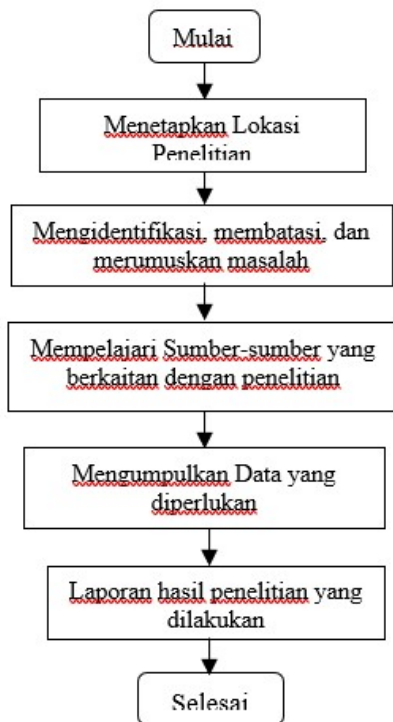 Mulai
Menetapkan Lokasi
Penelitian
Mengidentifikasi, membatasi, dan
merumuskan masalah
Mempelajari Sumber-sumber yang
berkaitan dengan penelitian
Mengumpulkan Data yang
diperlukan
Laporan hasil penelitian yang
dilakukan
Selesai